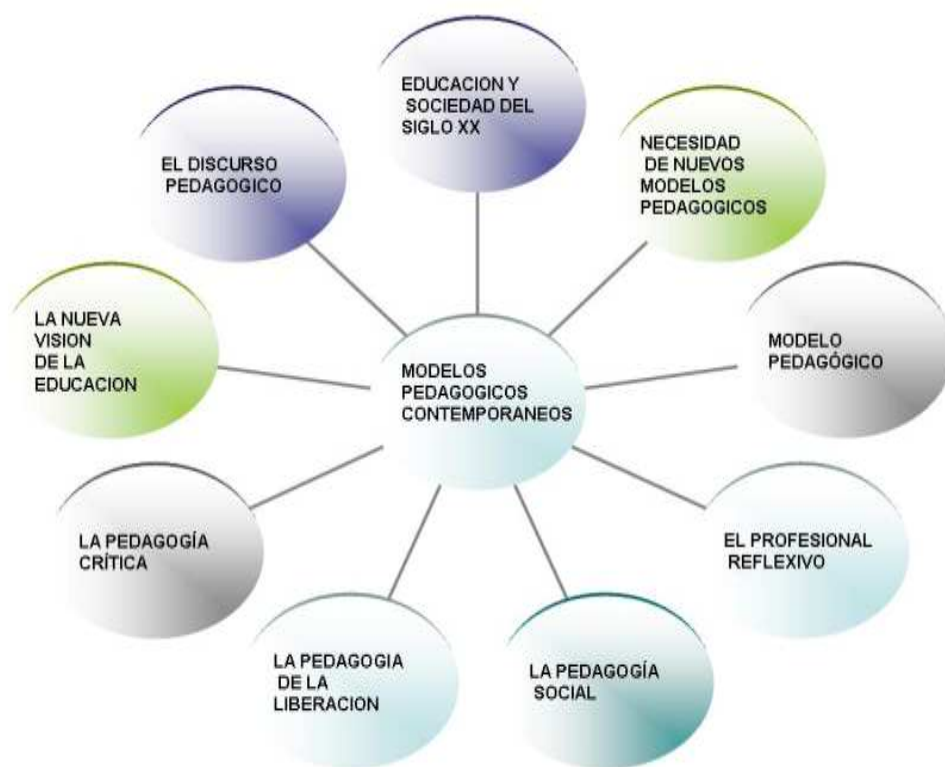 EDUCACION Y
SOCIEDAD DEL
SIGLO XX
NECESIDAD
DE NUEVOS
MODELOS
PEDAGOGICOS
MODELO
PEDAGÓGICO
EL PROFESIONAL
REFLEXIVO
LA PEDAGOGÍA
SOCIAL
LA PEDAGOGIA
DE LA
LIBERACION
LA PEDAGOGÍA
CRÍTICA
LA NUEVA
VISION
DE LA
EDUCACION
EL DISCURSO
PEDAGOGICO
MODELOS
PEDAGOGICOS
CONTEMPORANEOS